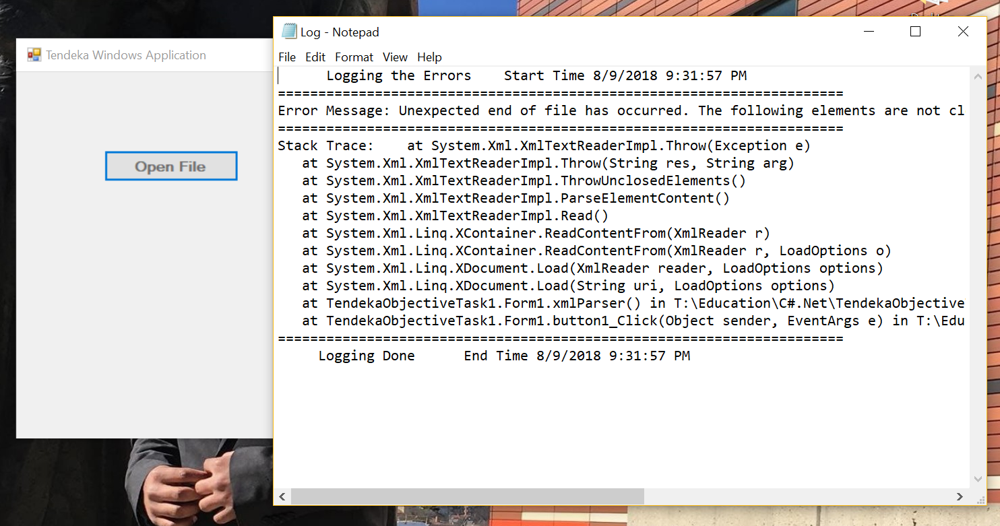 Tendeka Windows Application
Open File
Log - Notepad
File Edit Format View Help
Logging the Errors    Start Time 8/9/2018 9:31:57 PM
======================================================================
Error Message: Unexpected end of file has occurred. The following elements are not cl
======================================================================
Stack Trace:    at System.Xml.XmlTextReaderImpl.Throw(Exception e)
   at System.Xml.XmlTextReaderImpl.Throw(String res, String arg)
   at System.Xml.XmlTextReaderImpl.ThrowUnclosedElements()
   at System.Xml.XmlTextReaderImpl.ParseElementContent()
   at System.Xml.XmlTextReaderImpl.Read()
   at System.Xml.Linq.XContainer.ReadContentFrom(XmlReader r)
   at System.Xml.Linq.XContainer.ReadContentFrom(XmlReader r, LoadOptions o)
   at System.Xml.Linq.XDocument.Load(XmlReader reader, LoadOptions options)
   at System.Xml.Linq.XDocument.Load(String uri, LoadOptions options)
   at TendekaObjectiveTask1.Form1.xmlParser() in T:\Education\C#.Net\TendekaObjective
   at TendekaObjectiveTask1.Form1.button1_Click(Object sender, EventArgs e) in T:\Edu
======================================================================
Logging Done      End Time 8/9/2018 9:31:57 PM